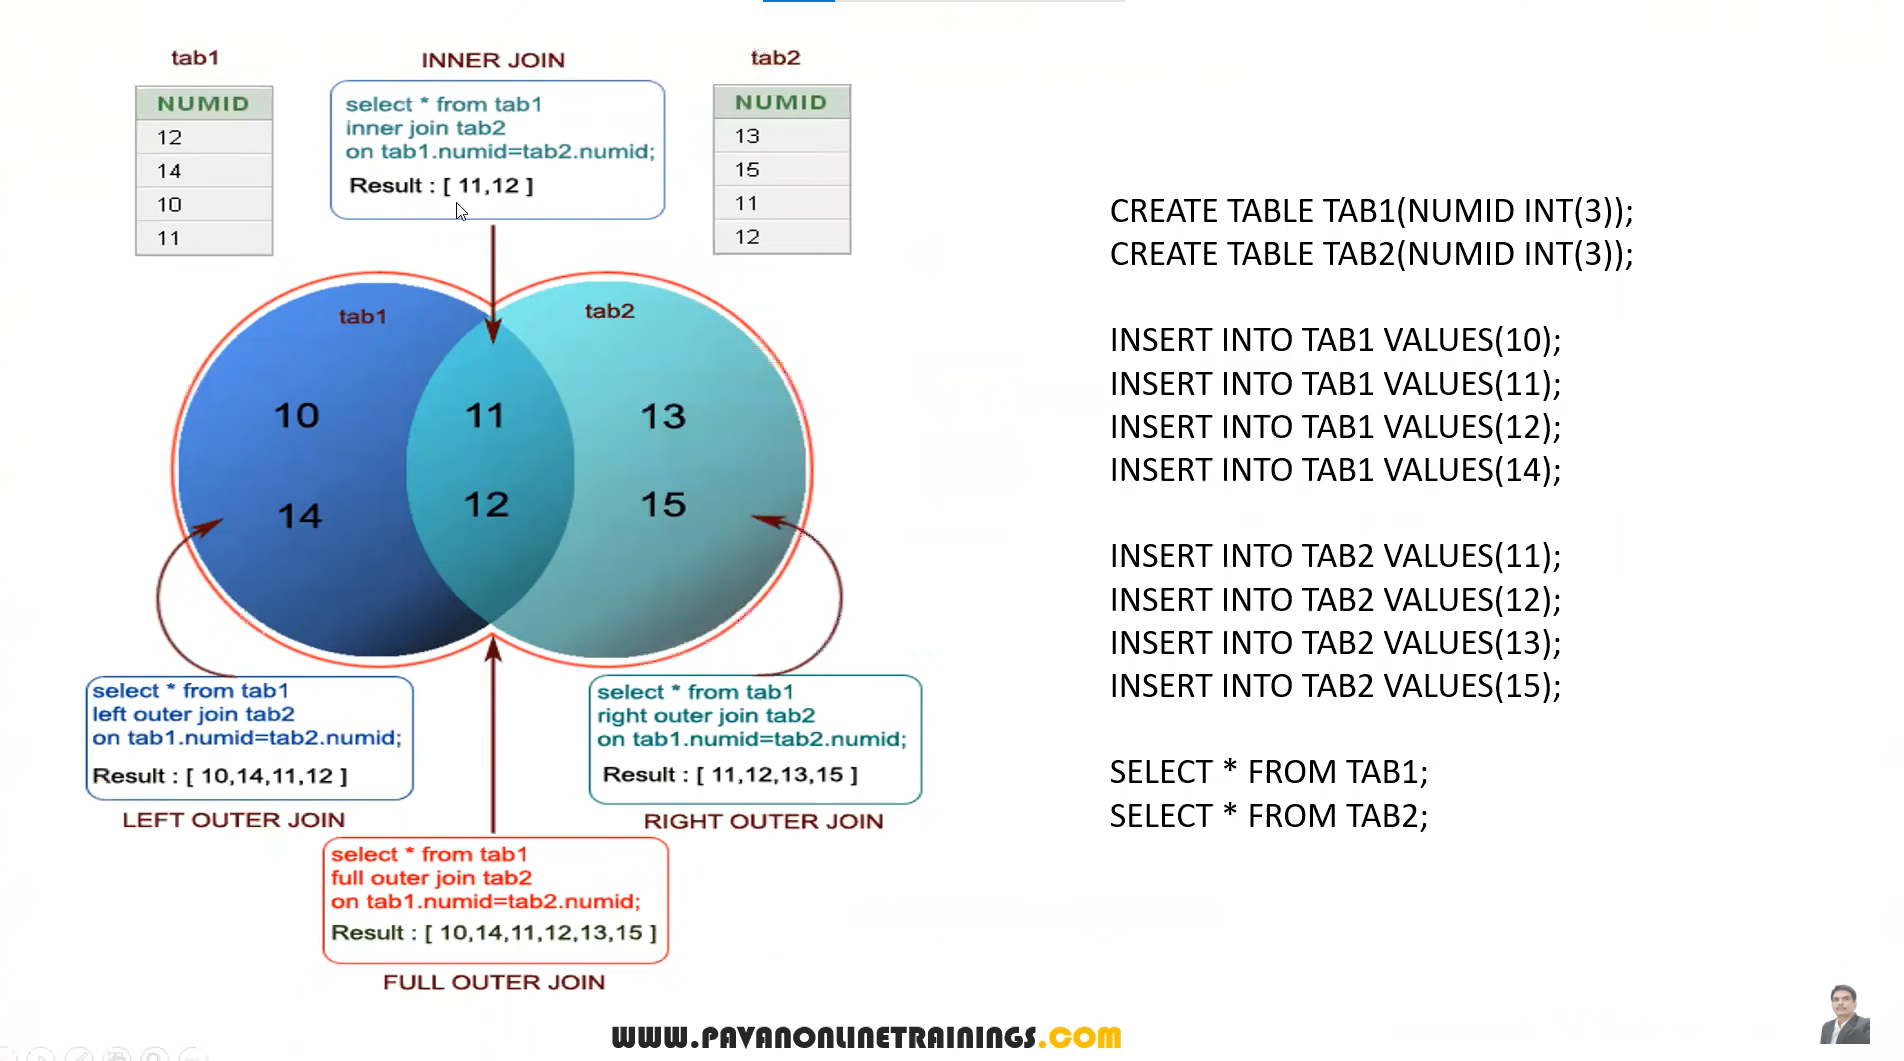 tab1
NUMID
12
14
10
11
INNER JOIN
select * from tab1
inner join tab2
on tab1.numid=tab2.numid;
Result : [ 11,12 ]
tab2
NUMID
13
15
11
12
tab1
tab2
10
11
13
14
12
15
select * from tab1
left outer join tab2
on tab1.numid=tab2.numid;
Result : [ 10,14,11,12 ]
LEFT OUTER JOIN
select * from tab1
right outer join tab2
on tab1.numid=tab2.numid;
Result : [ 11,12,13,15 ]
RIGHT OUTER JOIN
select * from tab1
full outer join tab2
on tab1.numid=tab2.numid;
Result : [ 10,14,11,12,13,15 ]
FULL OUTER JOIN
CREATE TABLE TAB1(NUMID INT(3));
CREATE TABLE TAB2(NUMID INT(3));
INSERT INTO TAB1 VALUES(10);
INSERT INTO TAB1 VALUES(11);
INSERT INTO TAB1 VALUES(12);
INSERT INTO TAB1 VALUES(14);
INSERT INTO TAB2 VALUES(11);
INSERT INTO TAB2 VALUES(12);
INSERT INTO TAB2 VALUES(13);
INSERT INTO TAB2 VALUES(15);
SELECT * FROM TAB1;
SELECT * FROM TAB2;
WWW.PAVANONLINETRAININGS.COM